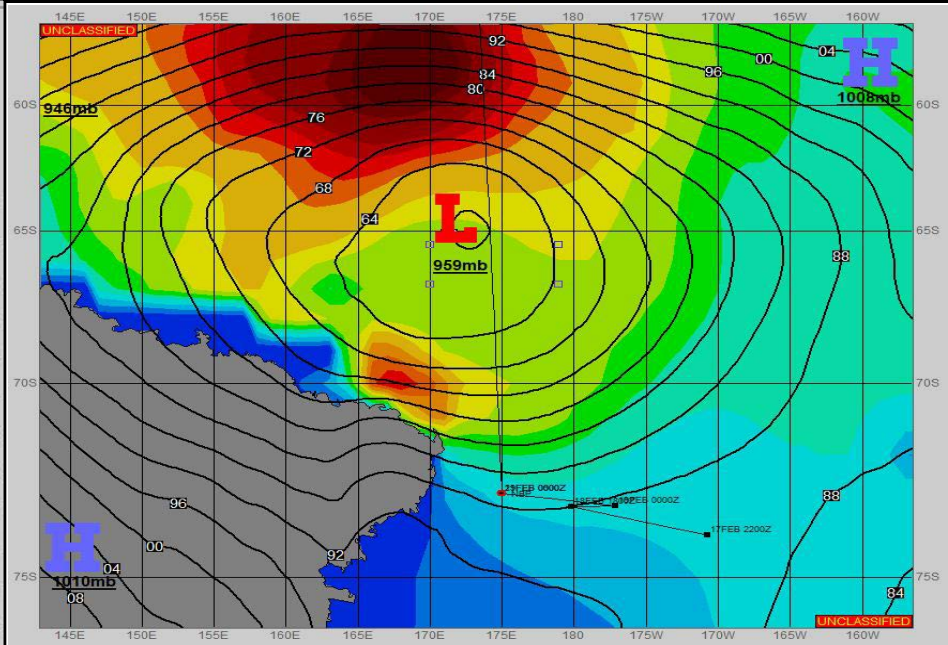 145E 150E 155E 160E 165E 170E 175E 180 170W 165W 160W
UNCLASSIFIED
92
04
00
96
84
80
H
1008mb
60S 946mb 60S
76
72
68
64
L
65S 65S
959mb
88
70S 70S
88
96
17FEB 2200Z
H
00
92
04
1010mb
75S 75S
08
84
UNCLASSIFIED
145E 150E 155E 160E 165E 170E 175E 180 170W 165W 160W